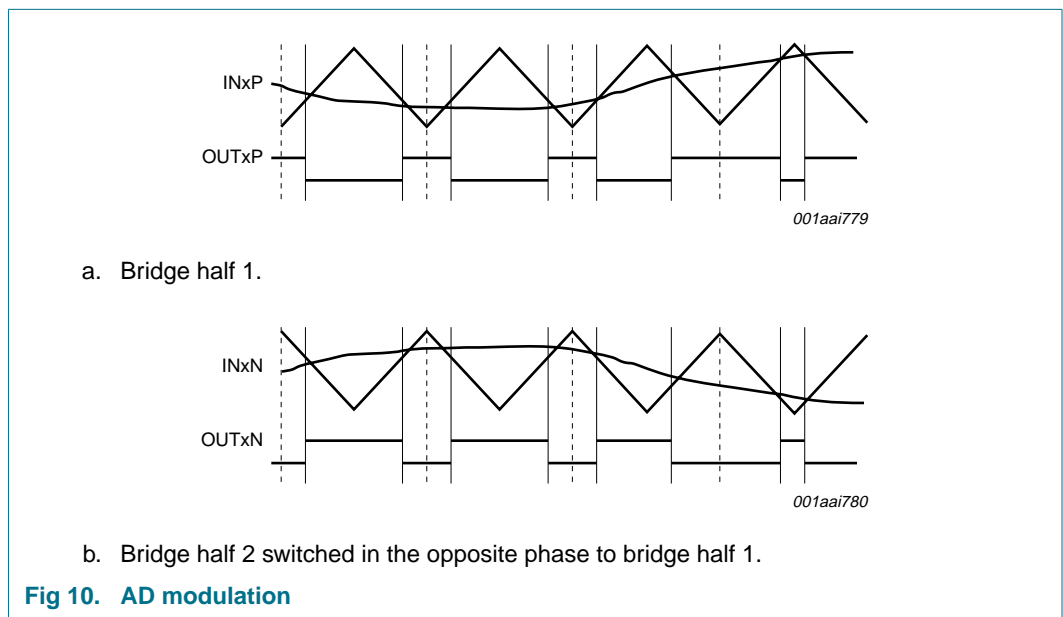 INxP
OUTxP
001aai779
a. Bridge half 1.
INxN
OUTxN
001aai780
b. Bridge half 2 switched in the opposite phase to bridge half 1.
Fig 10. AD modulation